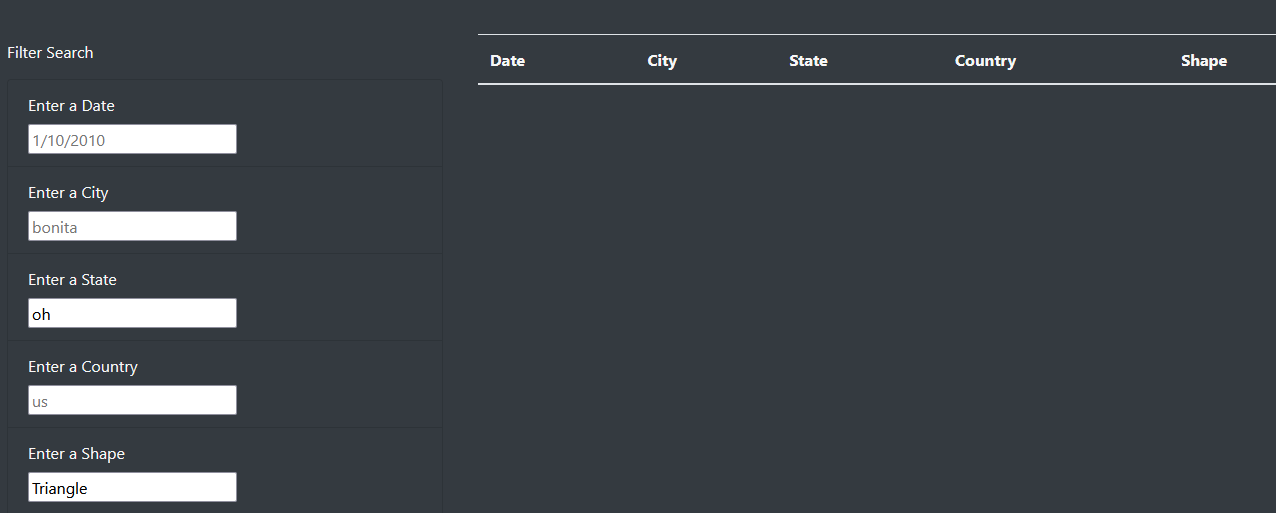 Filter Search
Date City State Country Shape
Enter a Date
1/10/2010
Enter a City
bonita
Enter a State
oh
Enter a Country
us
Enter a Shape
Triangle